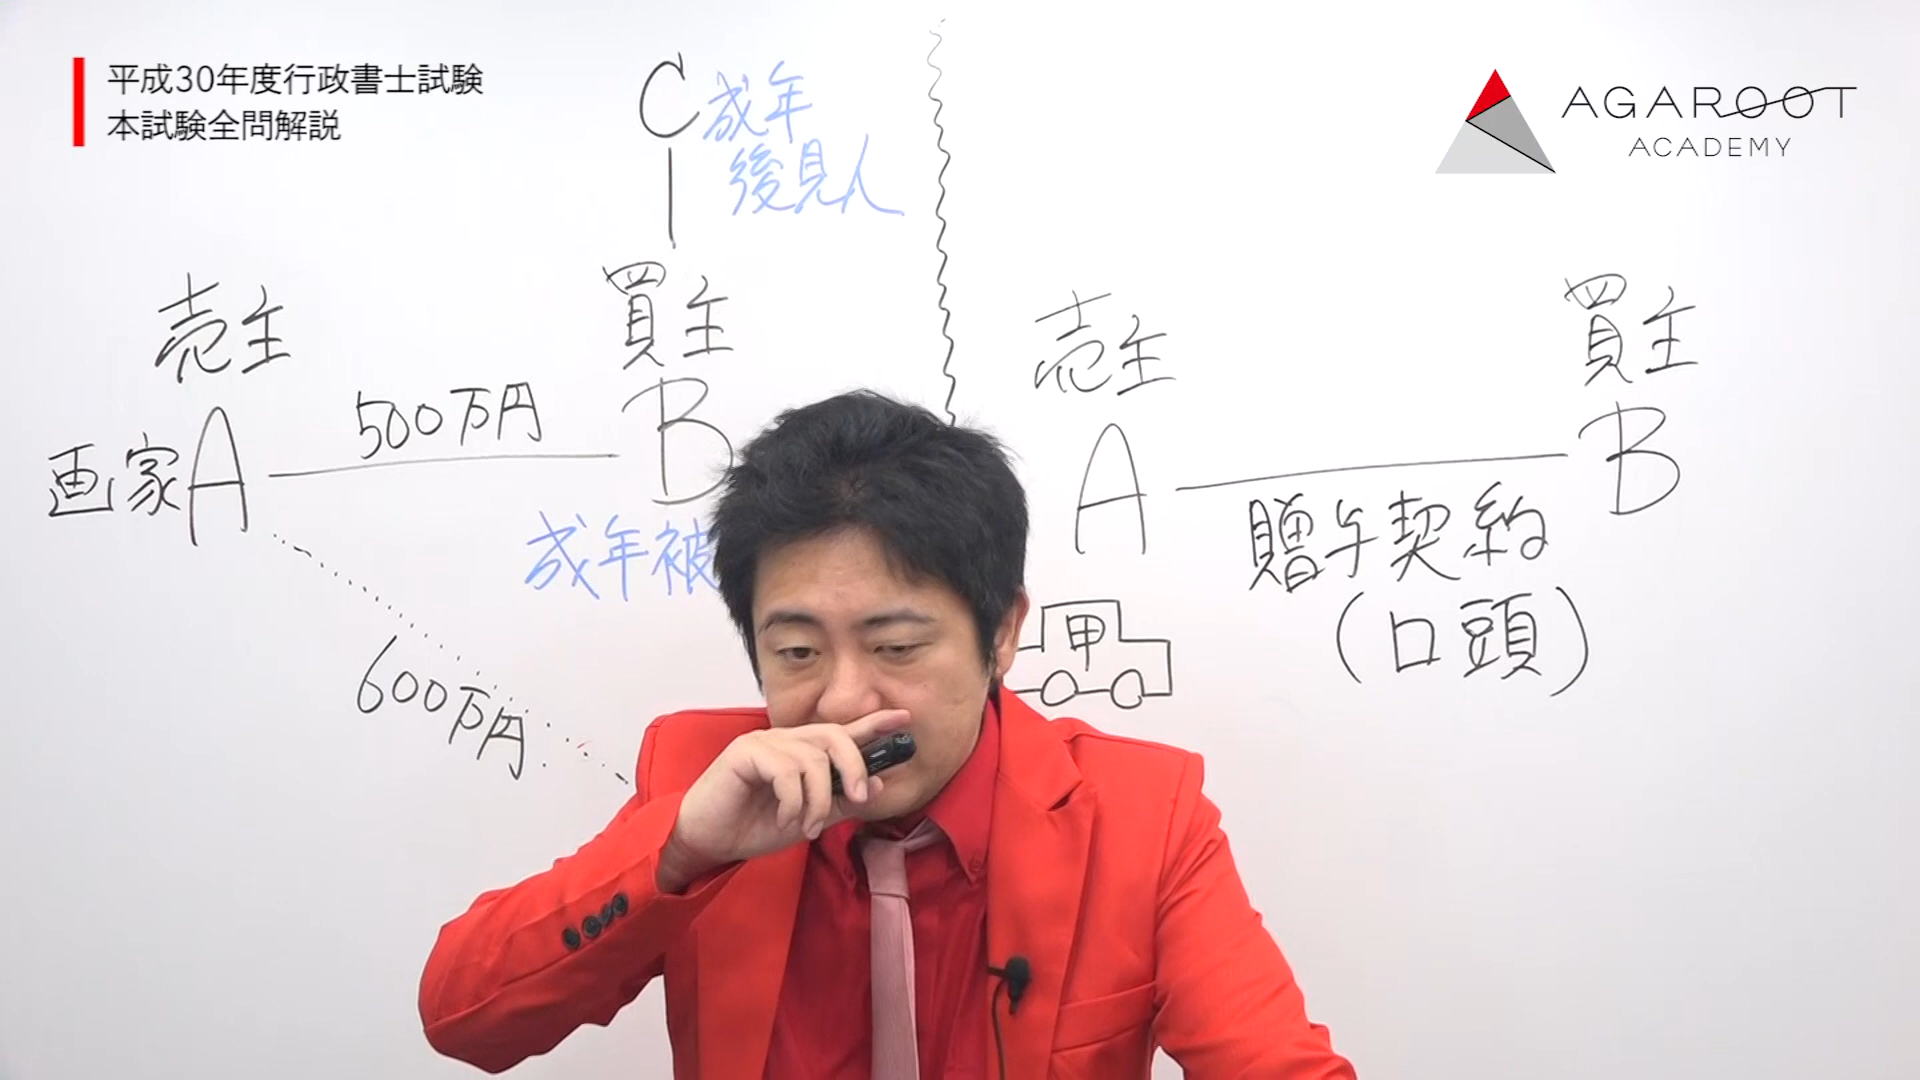 平成30年度行政書士試験
本試験全問解説
AGAROOT
ACADEMY
C 成年
後見人
売主
買主
画家A
500万円
B
成年被
600万円
売主
買主
A
B
贈与契約
(口頭)
甲